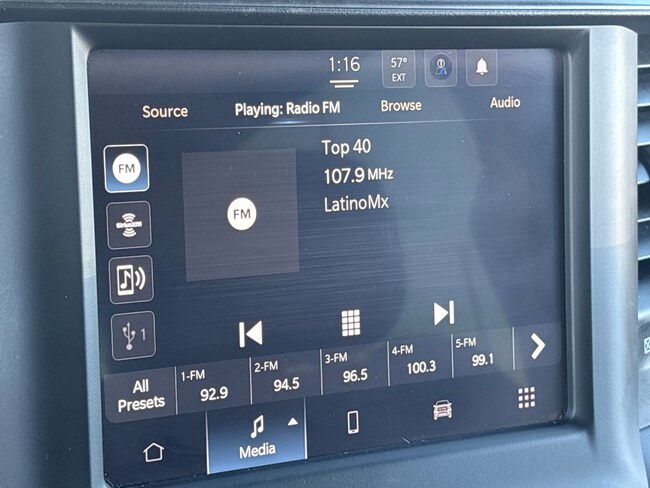 1:16
57°
EXT
Source Playing: Radio FM Browse Audio
FM
SiriusXM
1
FM
Top 40
107.9 MHz
LatinoMx
All
Presets
1-FM
92.9
2-FM
94.5
3-FM
96.5
4-FM
100.3
5-FM
99.1
Media